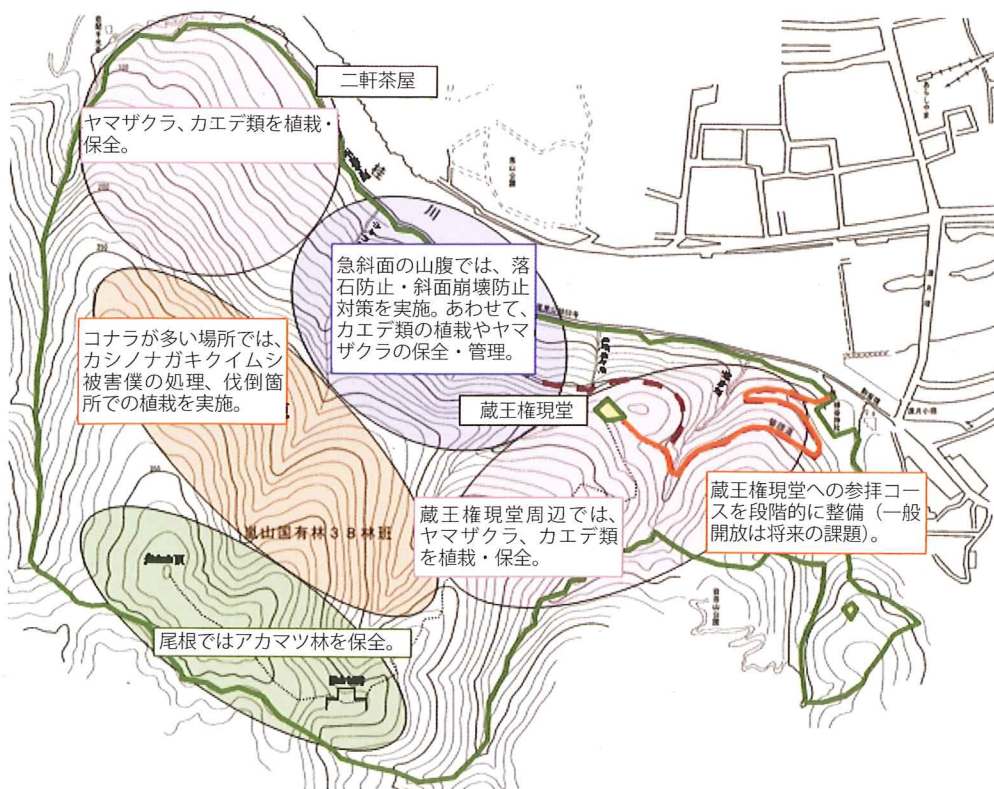 二軒茶屋
ヤマザクラ、カエデ類を植栽・
保全。
桂
川
急斜面の山腹では、落
石防止・斜面崩壊防止
対策を実施。あわせて、
カエデ類の植栽やヤマ
ザクラの保全・管理。
コナラが多い場所では、
カシノナガキクイムシ
被害僕の処理、伐倒箇
所での植栽を実施。
蔵王権現堂
蔵王権現堂周辺では、
ヤマザクラ、カエデ類
を植栽・保全。
蔵王権現堂への参拝コー
スを段階的に整備（一般
開放は将来の課題）。
嵐山国有林38林班
尾根ではアカマツ林を保全。